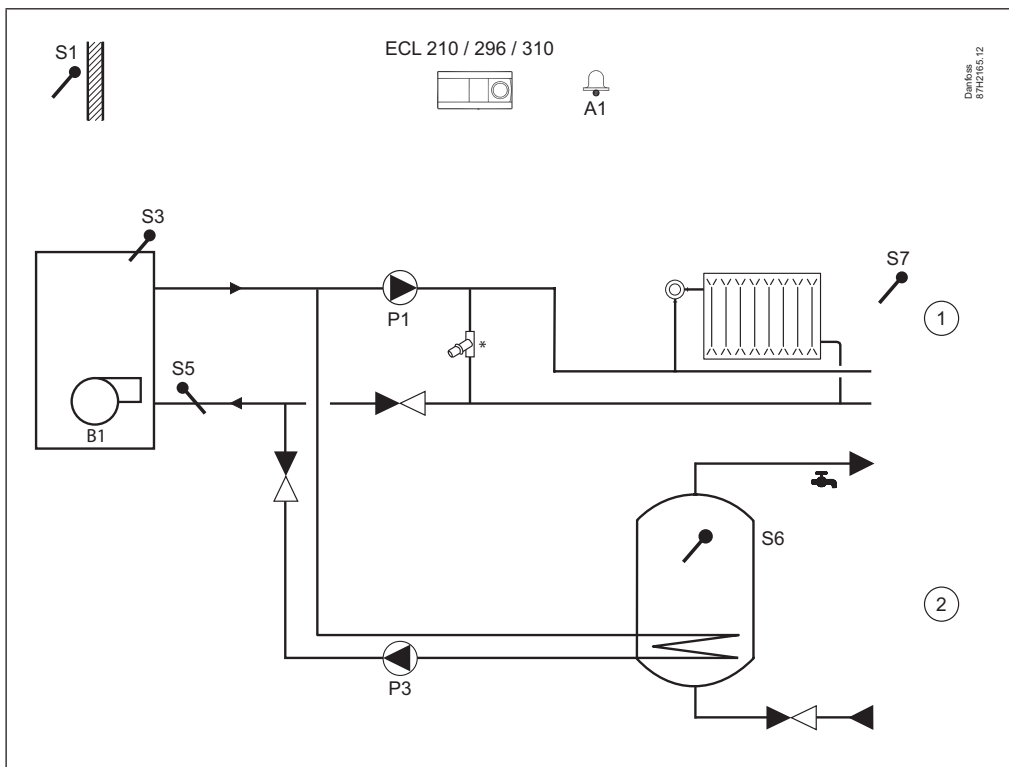 S1
ECL 210 / 296 / 310
A1
Danfoss
87H2165.12
S3
S7
P1
*
1
S5
B1
S6
2
P3